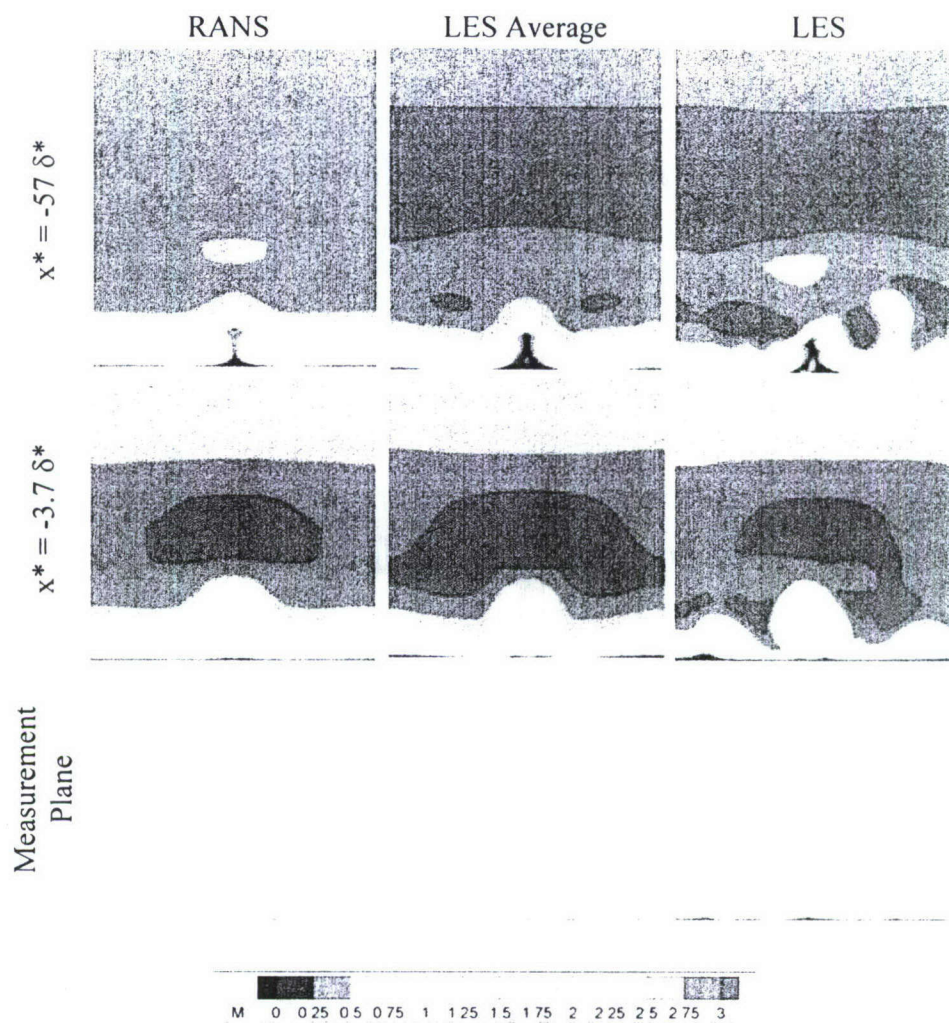 RANS LES Average LES
x* = -57 δ*
x* = -3.7 δ*
Measurement
Plane
M 0 0 25 0 5 0 75 1 1 25 1.5 1.75 2 2 25 2 5 2 75 3